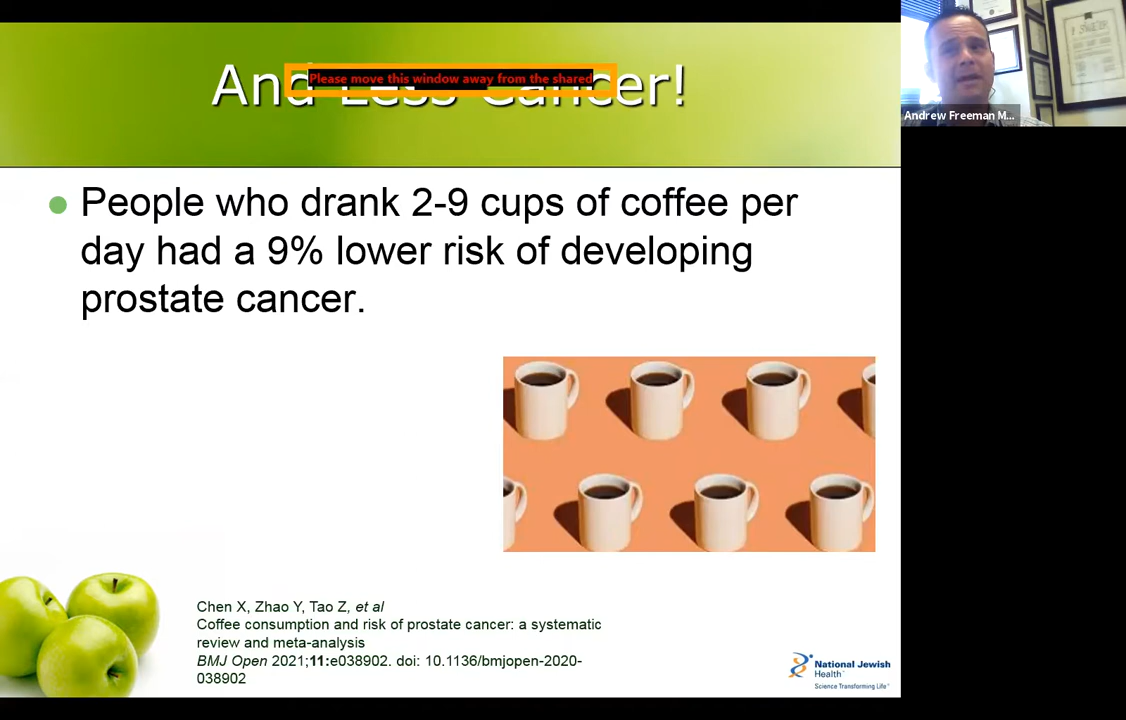 And Less Cancer!
Please move this window away from the shared
Andrew Freeman M...
People who drank 2-9 cups of coffee per
day had a 9% lower risk of developing
prostate cancer.
Chen X, Zhao Y, Tao Z, et al
Coffee consumption and risk of prostate cancer: a systematic
review and meta-analysis
BMJ Open 2021;11:e038902. doi: 10.1136/bmjopen-2020-
038902
National Jewish
Health
Science Transforming Life